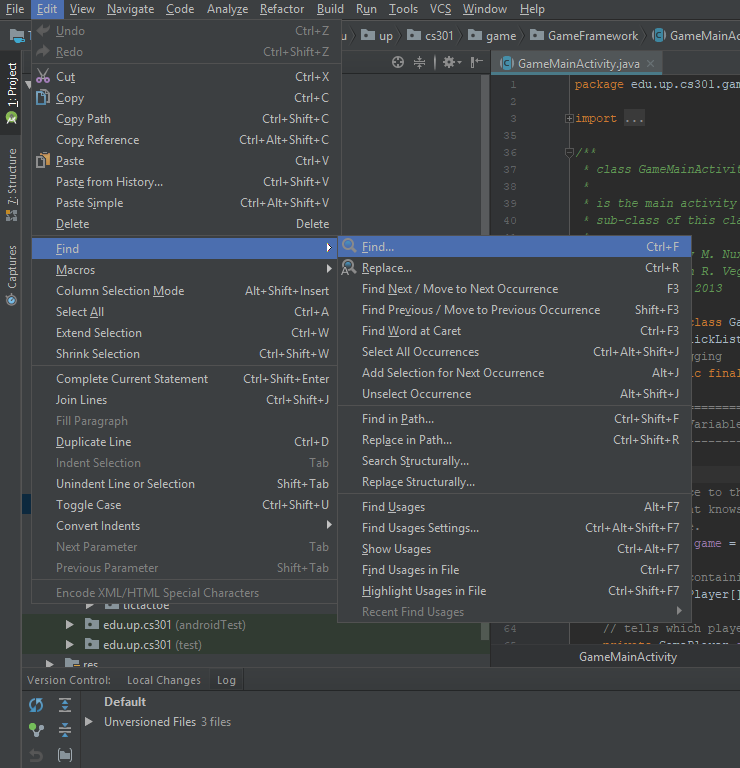 File Edit View Navigate Code Analyze Refactor Build Run Tools VCS Window Help
up cs301 game GameFramework GameMainAc
1: Project
7: Structure
Captures
Undo Ctrl+Z
Redo Ctrl+Shift+Z
Cut Ctrl+X
Copy Ctrl+C
Copy Path Ctrl+Shift+C
Copy Reference Ctrl+Alt+Shift+C
Paste Ctrl+V
Paste from History... Ctrl+Shift+V
Paste Simple Ctrl+Alt+Shift+V
Delete Delete
Find
Macros
Column Selection Mode Alt+Shift+Insert
Select All Ctrl+A
Extend Selection Ctrl+W
Shrink Selection Ctrl+Shift+W
Complete Current Statement Ctrl+Shift+Enter
Join Lines Ctrl+Shift+J
Fill Paragraph
Duplicate Line Ctrl+D
Indent Selection Tab
Unindent Line or Selection Shift+Tab
Toggle Case Ctrl+Shift+U
Convert Indents
Next Parameter Tab
Previous Parameter Shift+Tab
Encode XML/HTML Special Characters
Find... Ctrl+F
Replace... Ctrl+R
Find Next / Move to Next Occurrence F3
Find Previous / Move to Previous Occurrence Shift+F3
Find Word at Caret Ctrl+F3
Select All Occurrences Ctrl+Alt+Shift+J
Add Selection for Next Occurrence Alt+J
Unselect Occurrence Alt+Shift+J
Find in Path... Ctrl+Shift+F
Replace in Path... Ctrl+Shift+R
Search Structurally...
Replace Structurally...
Find Usages Alt+F7
Find Usages Settings... Ctrl+Alt+Shift+F7
Show Usages Ctrl+Alt+F7
Find Usages in File Ctrl+F7
Highlight Usages in File Ctrl+Shift+F7
Recent Find Usages
GameMainActivity.java
1 package edu.up.cs301.gam
2
3 import ...
35
36 /**
37 * class GameMainActivit
38 *
39 * is the main activity
40 * sub-class of this cla
y M. Nux
n R. Veg
2013
class Ga
lickList
gging
ic final
========
Variable
--------
ce to th
t knows
game =
containi
Player[]
64 // tells which playe
private GamePlayer
GameMainActivity
tictactoe
edu.up.cs301 (androidTest)
edu.up.cs301 (test)
res
Version Control: Local Changes Log
Default
Unversioned Files 3 files